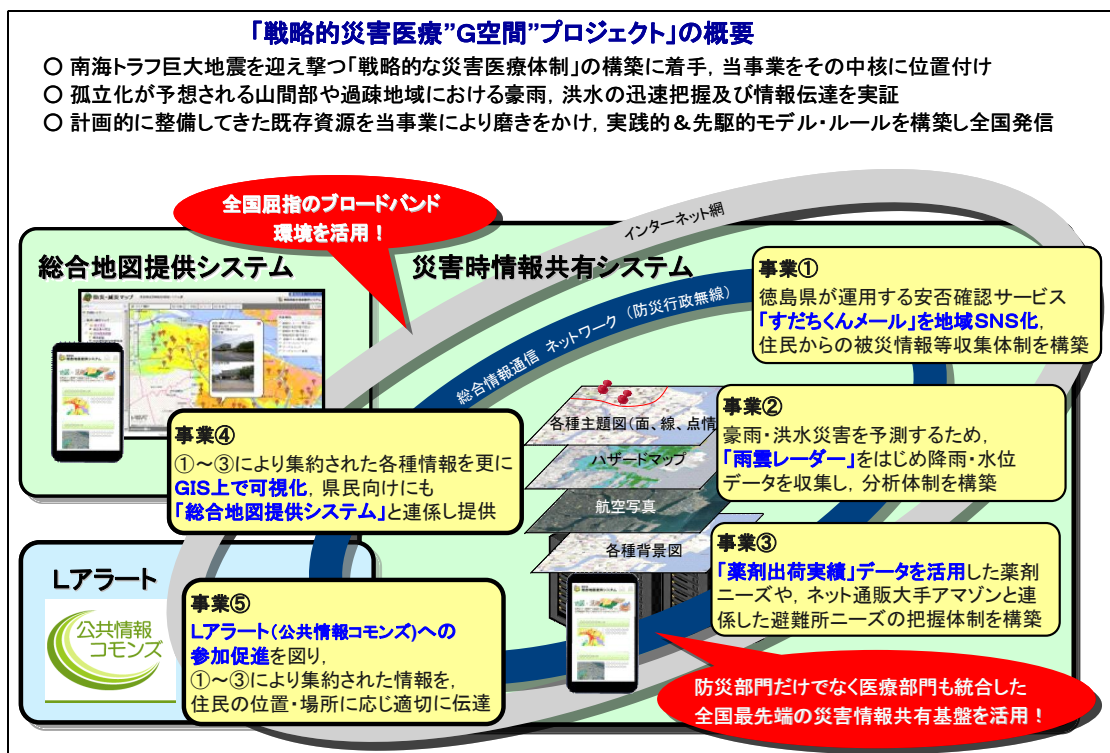 「戦略的災害医療”G空間”プロジェクト」の概要
○ 南海トラフ巨大地震を迎え撃つ「戦略的な災害医療体制」の構築に着手，当事業をその中核に位置付け
○ 孤立化が予想される山間部や過疎地域における豪雨，洪水の迅速把握及び情報伝達を実証
○ 計画的に整備してきた既存資源を当事業により磨きをかけ，実践的＆先駆的モデル・ルールを構築し全国発信
全国屈指のブロードバンド
環境を活用！
インターネット網
総合情報通信 ネットワーク（防災行政無線）
総合地図提供システム
防災・減災マップ
災害時情報共有システム
事業①
徳島県が運用する安否確認サービス
「すだちくんメール」を地域SNS化，
住民からの被災情報等収集体制を構築
各種主題図（面、線、点情
ハザードマップ
航空写真
各種背景図
事業②
豪雨・洪水災害を予測するため，
「雨雲レーダー」をはじめ降雨・水位
データを収集し，分析体制を構築
事業④
①～③により集約された各種情報を更に
GIS上で可視化，県民向けにも
「総合地図提供システム」と連係し提供
事業③
「薬剤出荷実績」データを活用した薬剤
ニーズや，ネット通販大手アマゾンと連
係した避難所ニーズの把握体制を構築
Lアラート
公共情報
コモンズ
事業⑤
Lアラート（公共情報コモンズ）への
参加促進を図り，
①～③により集約された情報を，
住民の位置・場所に応じ適切に伝達
防災部門だけでなく医療部門も統合した
全国最先端の災害情報共有基盤を活用！